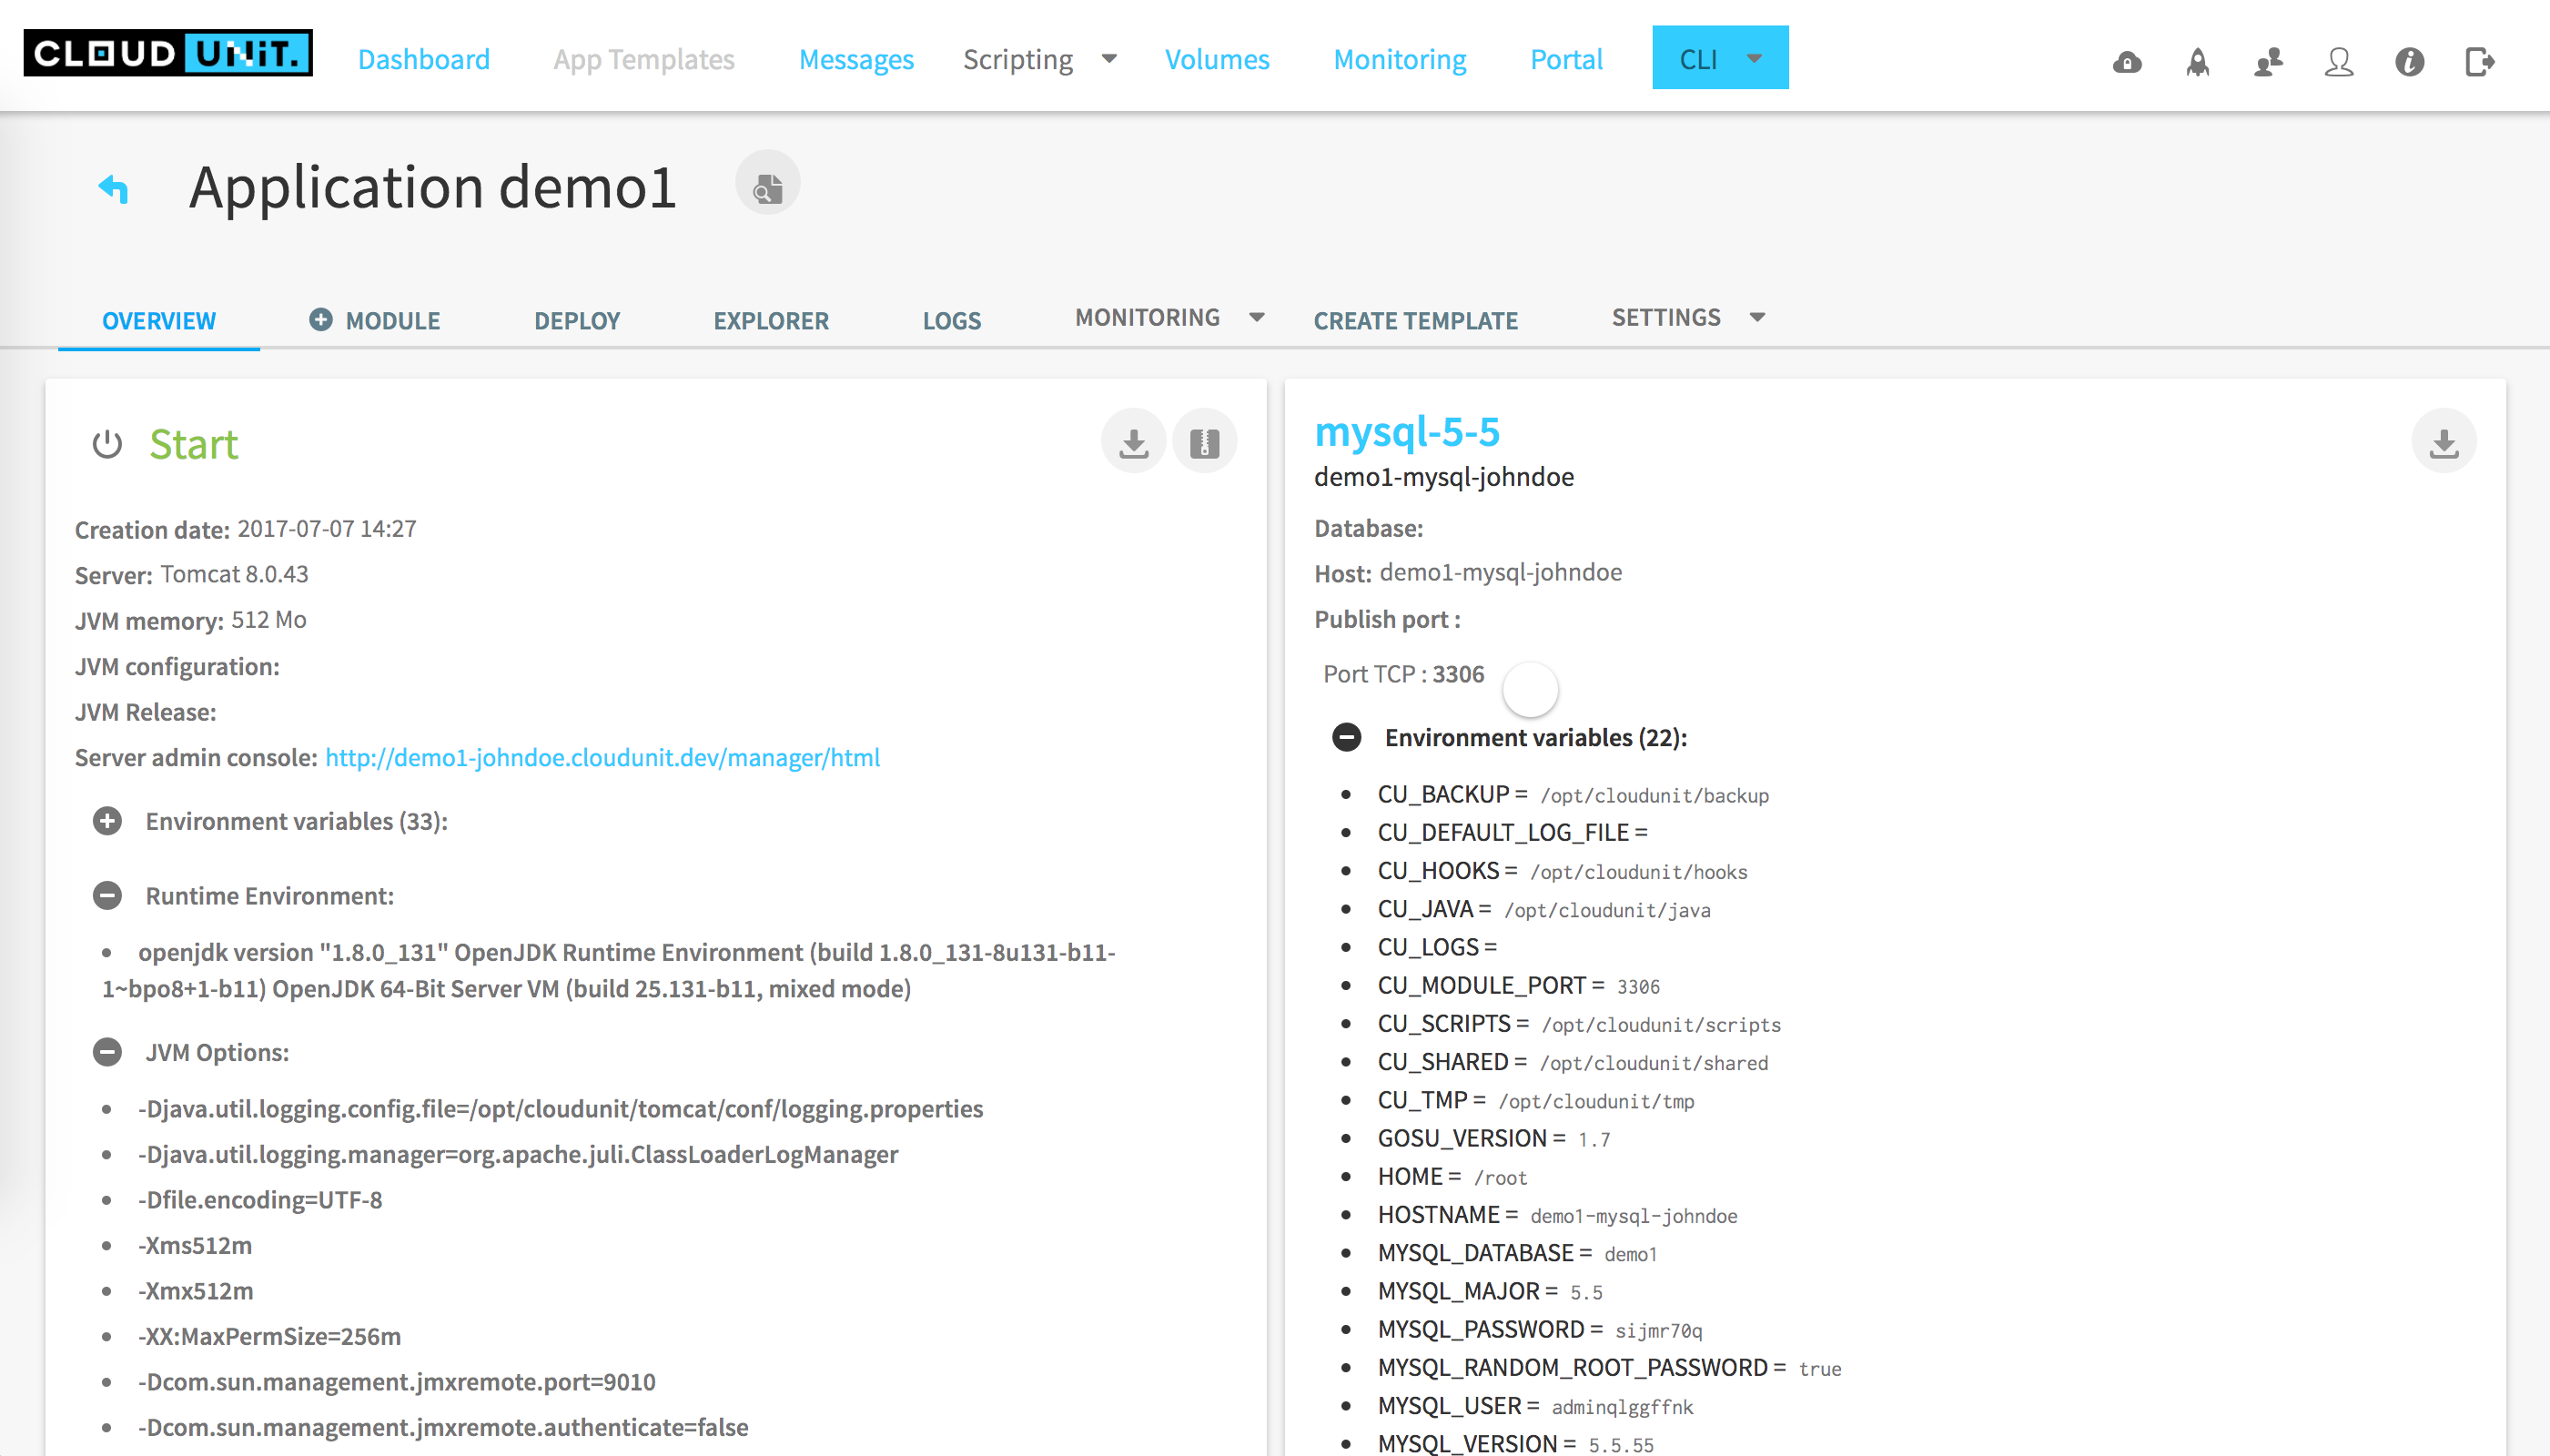 CLOUD UNIT.
Dashboard
App Templates
Messages
Scripting
Volumes
Monitoring
Portal
CLI
Application demo1
OVERVIEW
MODULE
DEPLOY
EXPLORER
LOGS
MONITORING
CREATE TEMPLATE
SETTINGS
Start
Creation date: 2017-07-07 14:27
Server: Tomcat 8.0.43
JVM memory: 512 Mo
JVM configuration:
JVM Release:
Server admin console: http://demo1-johndoe.cloudunit.dev/manager/html
Environment variables (33):
Runtime Environment:
openjdk version "1.8.0_131" OpenJDK Runtime Environment (build 1.8.0_131-8u131-b11-
1~bpo8+1-b11) OpenJDK 64-Bit Server VM (build 25.131-b11, mixed mode)
JVM Options:
-Djava.util.logging.config.file=/opt/cloudunit/tomcat/conf/logging.properties
-Djava.util.logging.manager=org.apache.juli.ClassLoaderLogManager
-Dfile.encoding=UTF-8
-Xms512m
-Xmx512m
-XX:MaxPermSize=256m
-Dcom.sun.management.jmxremote.port=9010
-Dcom.sun.management.jmxremote.authenticate=false
mysql-5-5
demo1-mysql-johndoe
Database:
Host: demo1-mysql-johndoe
Publish port :
Port TCP : 3306
Environment variables (22):
CU_BACKUP = /opt/cloudunit/backup
CU_DEFAULT_LOG_FILE =
CU_HOOKS = /opt/cloudunit/hooks
CU_JAVA = /opt/cloudunit/java
CU_LOGS =
CU_MODULE_PORT = 3306
CU_SCRIPTS = /opt/cloudunit/scripts
CU_SHARED = /opt/cloudunit/shared
CU_TMP = /opt/cloudunit/tmp
GOSU_VERSION = 1.7
HOME = /root
HOSTNAME = demo1-mysql-johndoe
MYSQL_DATABASE = demo1
MYSQL_MAJOR = 5.5
MYSQL_PASSWORD = sijmr70q
MYSQL_RANDOM_ROOT_PASSWORD = true
MYSQL_USER = adminqlggffnk
MYSQL_VERSION = 5.5.55